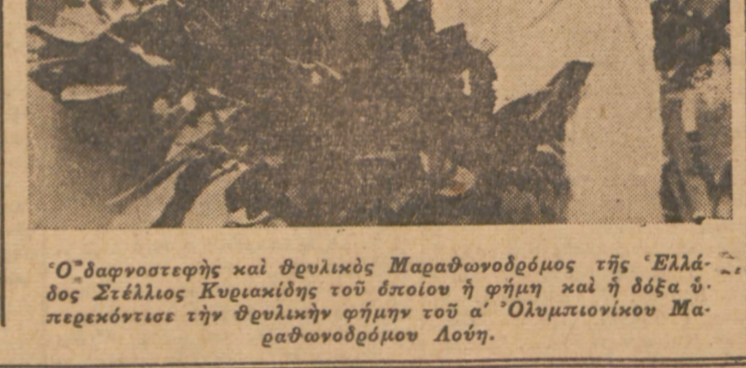 Ὁ δαφνοστεφὴς καὶ θρυλικὸς Μαραθωνοδρόμος τῆς Ἑλλά-
δος Στέλλιος Κυριακίδης τοῦ ὁποίου ἡ φήμη καὶ ἡ δόξα ὑ-
περεκόντισε τὴν θρυλικὴν φήμην τοῦ α' Ὀλυμπιονίκου Μα-
ραθωνοδρόμου Λούη.